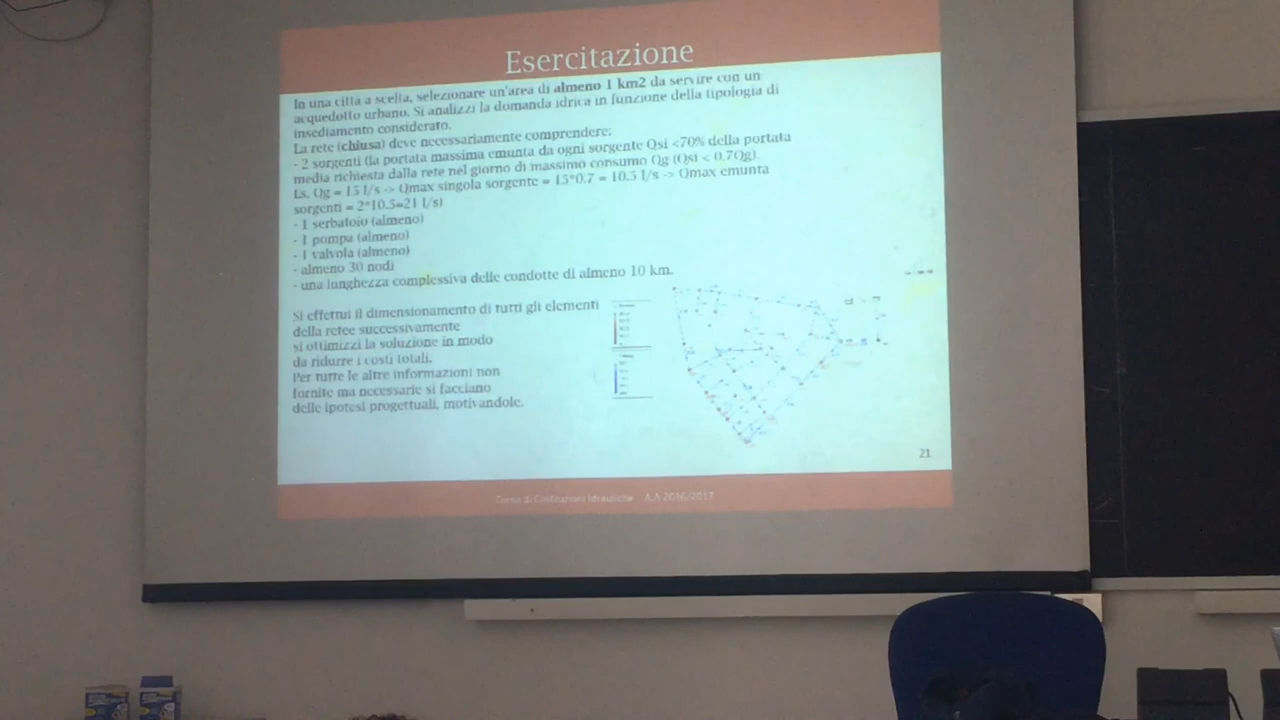 Esercitazione
In una città a scelta, selezionare un'area di almeno 1 km2 da servire con un
acquedotto urbano. Si analizzi la domanda idrica in funzione della tipologia di
insediamento considerato.
La rete (chiusa) deve necessariamente comprendere:
- 2 sorgenti (la portata massima emunta da ogni sorgente Qsi <70% della portata
media richiesta dalla rete nel giorno di massimo consumo Qg (Qsi < 0.7Qg).
Es. Qg = 15 l/s -> Qmax singola sorgente = 15*0.7 = 10.5 l/s -> Qmax emunta
sorgenti = 2*10.5=21 l/s)
- 1 serbatoio (almeno)
- 1 pompa (almeno)
- 1 valvola (almeno)
- almeno 30 nodi
- una lunghezza complessiva delle condotte di almeno 10 km.
Si effettui il dimensionamento di tutti gli elementi
della retee successivamente
si ottimizzi la soluzione in modo
da ridurre i costi totali.
Per tutte le altre informazioni non
fornite ma necessarie si facciano
delle ipotesi progettuali, motivandole.
21
Corso di Costruzioni Idrauliche A.A 2016/2017